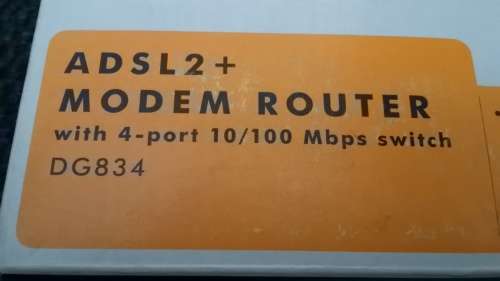 ADSL2+
MODEM ROUTER
with 4-port 10/100 Mbps switch
DG834